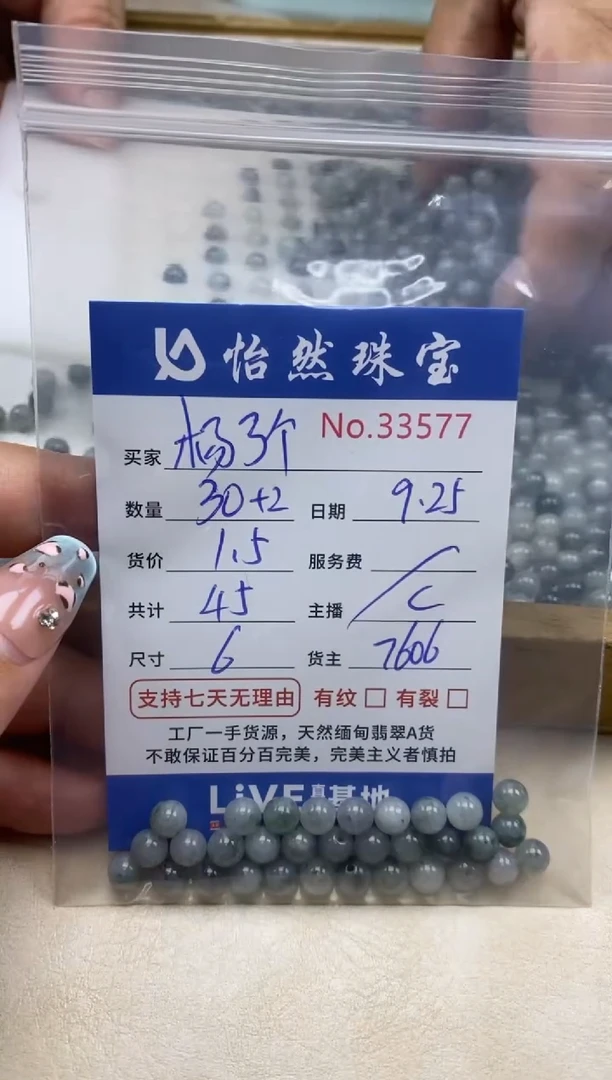 怡然珠宝
No.33577
买家 杨3个
数量 30+2 日期 9.25
货价 1.5 服务费 /
共计 45 主播 C
尺寸 6 货主 7606
支持七天无理由 有纹 □ 有裂 □
工厂一手货源，天然缅甸翡翠A货
不敢保证百分百完美，完美主义者慎拍
LiVE 基地